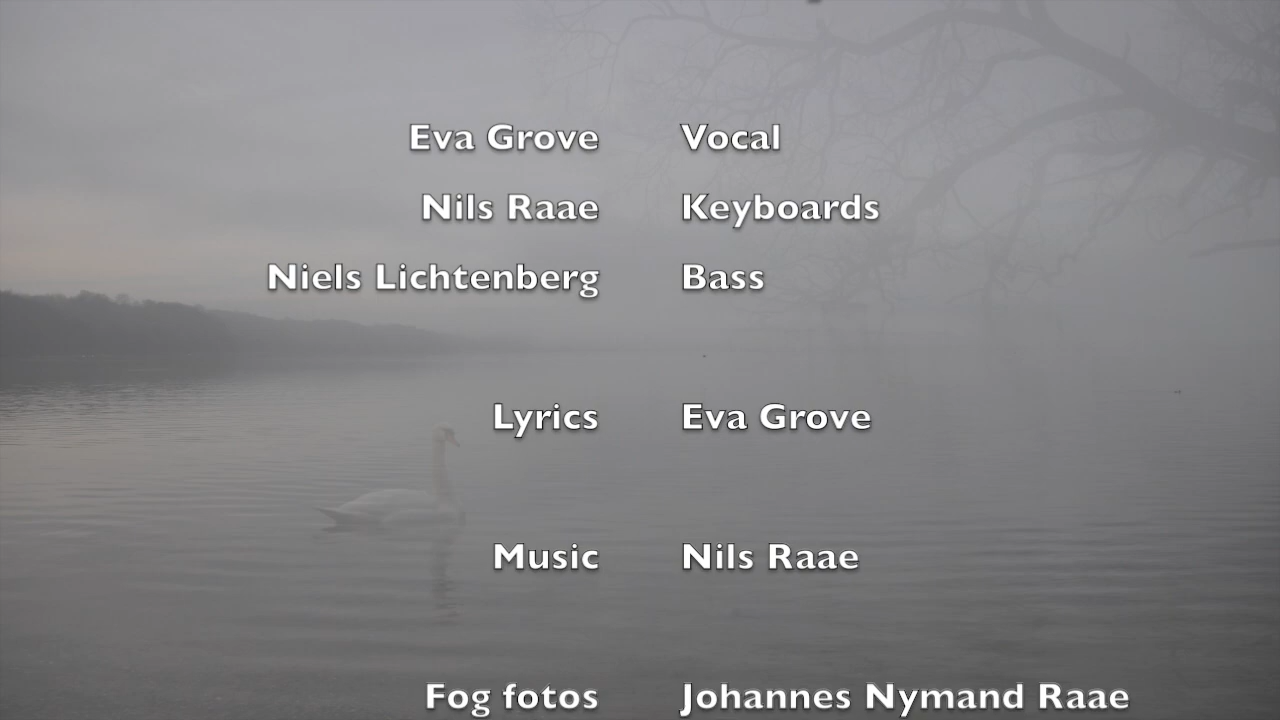 Eva Grove Vocal
Nils Raae Keyboards
Niels Lichtenberg Bass
Lyrics Eva Grove
Music Nils Raae
Fog fotos Johannes Nymand Raae